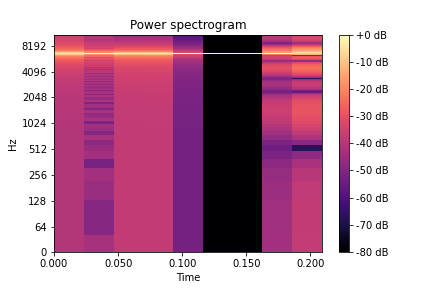 Power spectrogram
8192
4096
2048
1024
512
256
128
64
0
Hz
0.000 0.050 0.100 0.150 0.200
Time
+0 dB
-10 dB
-20 dB
-30 dB
-40 dB
-50 dB
-60 dB
-70 dB
-80 dB